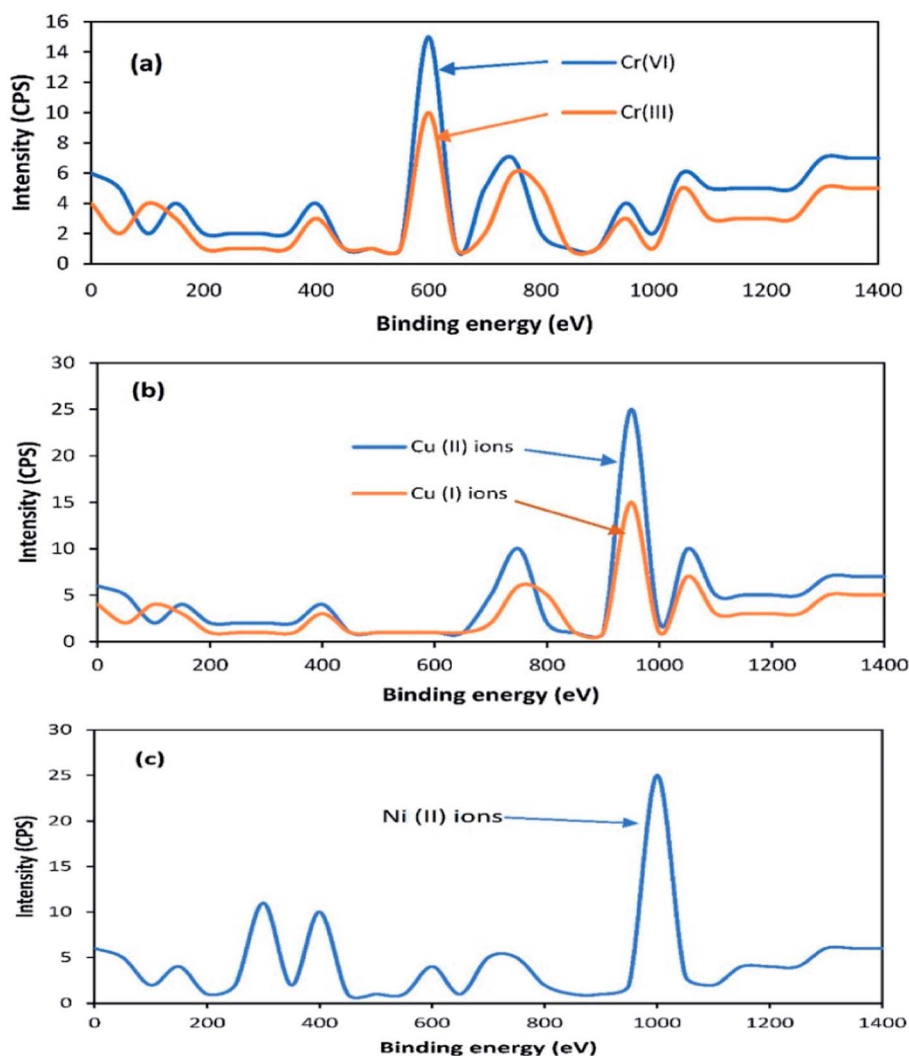 16
14
12
10
8
6
4
2
0
Intensity (CPS)
(a)
Cr(VI)
Cr(III)
0 200 400 600 800 1000 1200 1400
Binding energy (eV)
30
25
20
15
10
5
0
Intensity (CPS)
(b)
Cu (II) ions
Cu (I) ions
0 200 400 600 800 1000 1200 1400
Binding energy (eV)
30
25
20
15
10
5
0
Intensity (CPS)
(c)
Ni (II) ions
0 200 400 600 800 1000 1200 1400
Binding energy (eV)